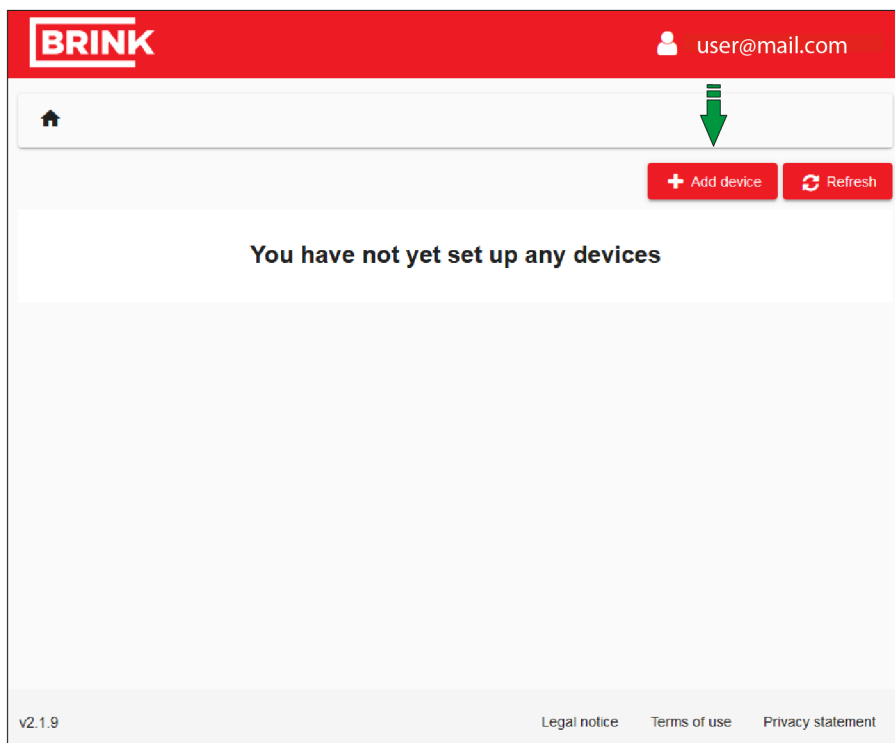 BRINK
user@mail.com
Add device
Refresh
You have not yet set up any devices
v2.1.9
Legal notice
Terms of use
Privacy statement